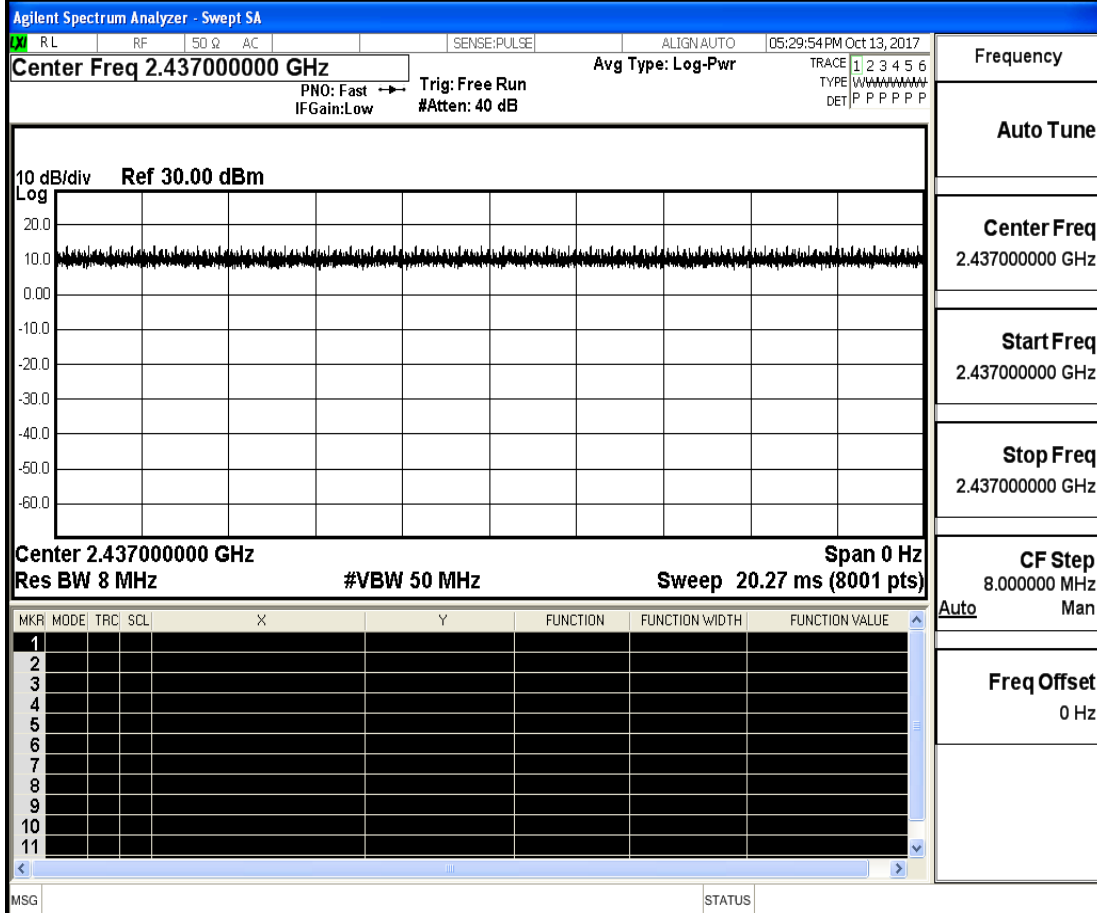 Agilent Spectrum Analyzer - Swept SA
LXI RL RF 50 Ω AC SENSE:PULSE ALIGN AUTO 05:29:54 PM Oct 13, 2017
Center Freq 2.437000000 GHz
PNO: Fast
IFGain:Low
Trig: Free Run
#Atten: 40 dB
Avg Type: Log-Pwr
TRACE 1 2 3 4 5 6
TYPE WWWWWW
DET P P P P P P
10 dB/div Ref 30.00 dBm
Log
20.0
10.0
0.00
-10.0
-20.0
-30.0
-40.0
-50.0
-60.0
Center 2.437000000 GHz Span 0 Hz
Res BW 8 MHz #VBW 50 MHz Sweep 20.27 ms (8001 pts)
MKR MODE TRC SCL X Y FUNCTION FUNCTION WIDTH FUNCTION VALUE
1
2
3
4
5
6
7
8
9
10
11
MSG STATUS
Frequency
Auto Tune
Center Freq
2.437000000 GHz
Start Freq
2.437000000 GHz
Stop Freq
2.437000000 GHz
CF Step
8.000000 MHz
Auto Man
Freq Offset
0 Hz